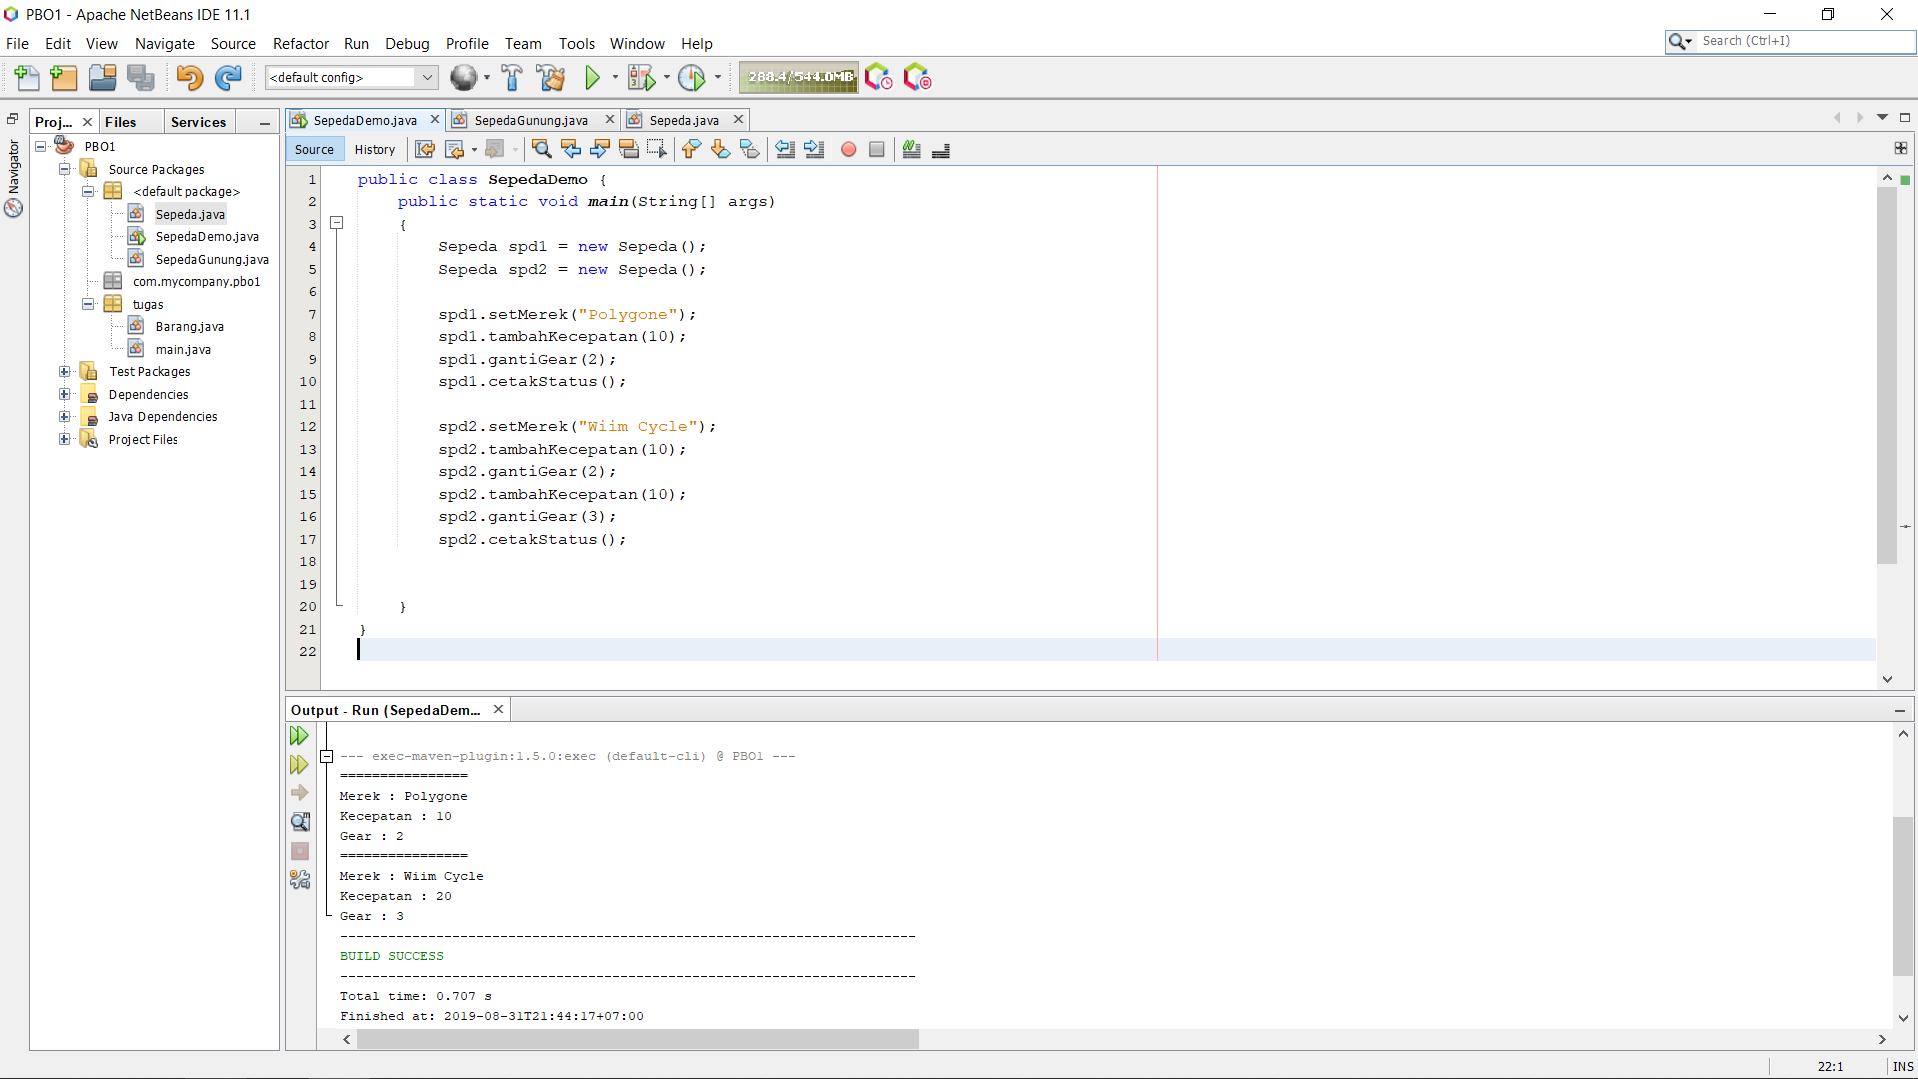 PBO1 - Apache NetBeans IDE 11.1
File Edit View Navigate Source Refactor Run Debug Profile Team Tools Window Help
Search (Ctrl+I)
<default config>
288.4/544.0MB
Proj... Files Services
Navigator
PBO1
Source Packages
<default package>
Sepeda.java
SepedaDemo.java
SepedaGunung.java
com.mycompany.pbo1
tugas
Barang.java
main.java
Test Packages
Dependencies
Java Dependencies
Project Files
SepedaDemo.java SepedaGunung.java Sepeda.java
Source History
1 public class SepedaDemo {
2 public static void main(String[] args)
3 {
4 Sepeda spd1 = new Sepeda();
5 Sepeda spd2 = new Sepeda();
6
7 spd1.setMerek("Polygone");
8 spd1.tambahKecepatan(10);
9 spd1.gantiGear(2);
10 spd1.cetakStatus();
11
12 spd2.setMerek("Wiim Cycle");
13 spd2.tambahKecepatan(10);
14 spd2.gantiGear(2);
15 spd2.tambahKecepatan(10);
16 spd2.gantiGear(3);
17 spd2.cetakStatus();
18
19
20 }
21 }
22
Output - Run (SepedaDem...
--- exec-maven-plugin:1.5.0:exec (default-cli) @ PBO1 ---
================
Merek : Polygone
Kecepatan : 10
Gear : 2
================
Merek : Wiim Cycle
Kecepatan : 20
Gear : 3
------------------------------------------------------------------------
BUILD SUCCESS
------------------------------------------------------------------------
Total time: 0.707 s
Finished at: 2019-08-31T21:44:17+07:00
22:1 INS